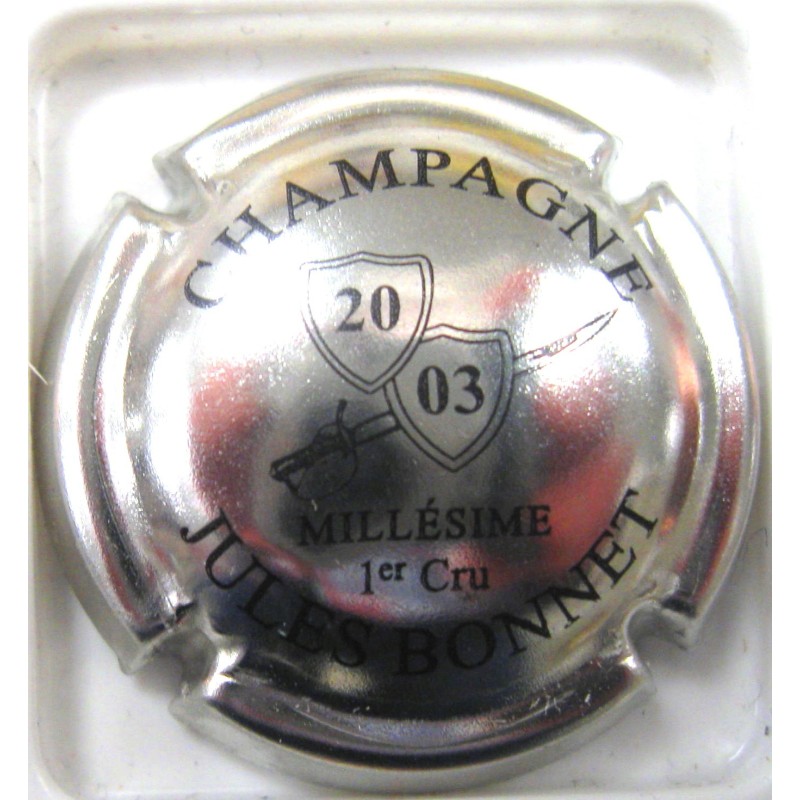 CHAMPAGNE
20
03
MILLÉSIME
1er Cru
JULES BONNET